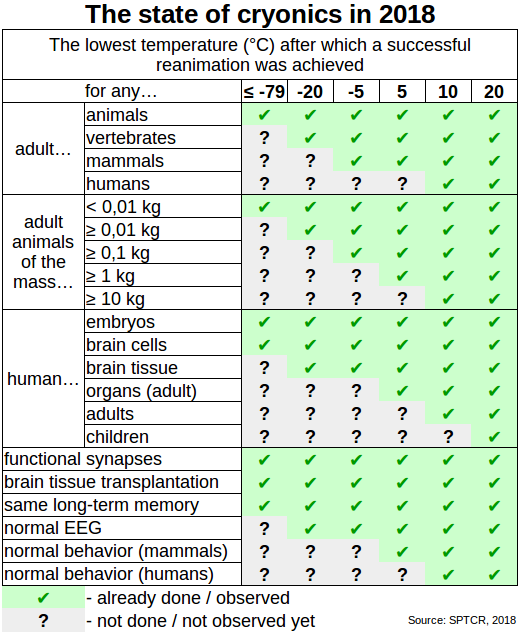 The state of cryonics in 2018
The lowest temperature (°C) after which a successful
reanimation was achieved
for any… ≤ -79 -20 -5 5 10 20
adult…
animals ✔ ✔ ✔ ✔ ✔ ✔
vertebrates ? ✔ ✔ ✔ ✔ ✔
mammals ? ? ✔ ✔ ✔ ✔
humans ? ? ? ? ✔ ✔
adult
animals
of the
mass…
< 0,01 kg ✔ ✔ ✔ ✔ ✔ ✔
≥ 0,01 kg ? ✔ ✔ ✔ ✔ ✔
≥ 0,1 kg ? ? ✔ ✔ ✔ ✔
≥ 1 kg ? ? ? ✔ ✔ ✔
≥ 10 kg ? ? ? ? ✔ ✔
human…
embryos ✔ ✔ ✔ ✔ ✔ ✔
brain cells ✔ ✔ ✔ ✔ ✔ ✔
brain tissue ? ✔ ✔ ✔ ✔ ✔
organs (adult) ? ? ? ✔ ✔ ✔
adults ? ? ? ? ✔ ✔
children ? ? ? ? ? ✔
functional synapses ✔ ✔ ✔ ✔ ✔ ✔
brain tissue transplantation ✔ ✔ ✔ ✔ ✔ ✔
same long-term memory ✔ ✔ ✔ ✔ ✔ ✔
normal EEG ? ✔ ✔ ✔ ✔ ✔
normal behavior (mammals) ? ? ? ✔ ✔ ✔
normal behavior (humans) ? ? ? ? ✔ ✔
✔ - already done / observed
? - not done / not observed yet
Source: SPTCR, 2018